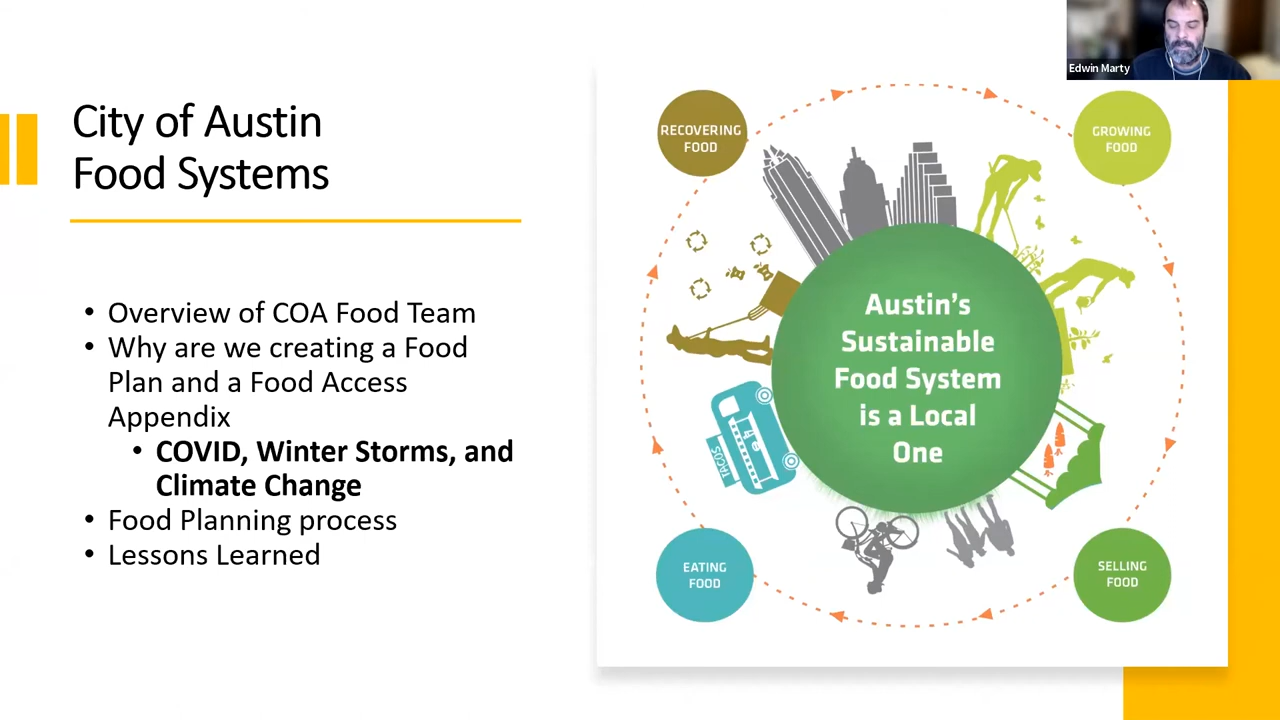 Edwin Marty
City of Austin
Food Systems
• Overview of COA Food Team
• Why are we creating a Food
Plan and a Food Access
Appendix
• COVID, Winter Storms, and
Climate Change
• Food Planning process
• Lessons Learned
RECOVERING
FOOD
GROWING
FOOD
Austin's
Sustainable
Food System
is a Local
One
TACOS
EATING
FOOD
SELLING
FOOD